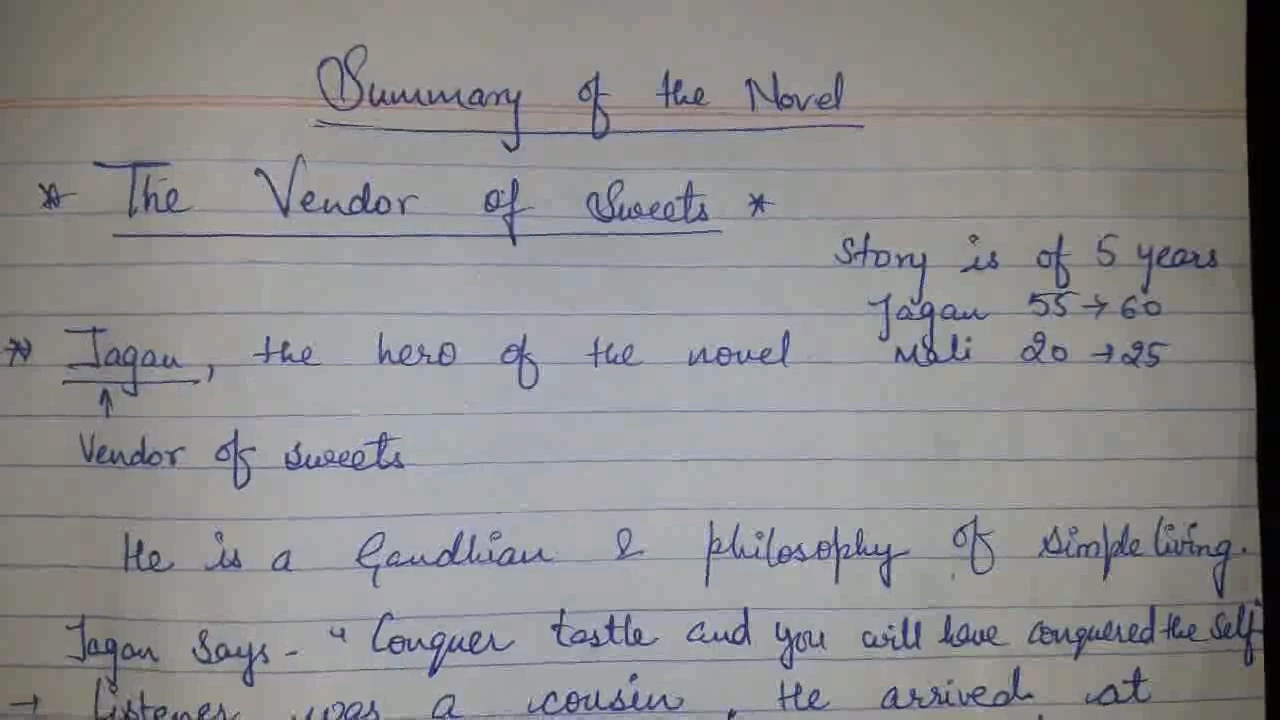 Summary of the Novel
* The Vendor of Sweets *
Story is of 5 years
Jagan 55 → 60
Mali 20 → 25
* Jagan, the hero of the novel
↑
Vendor of sweets
He is a Gandhian & philosophy of simple living.
Jagan says - "Conquer tastle and you will have conquered the self"
→ Listener was a cousin, He arrived at